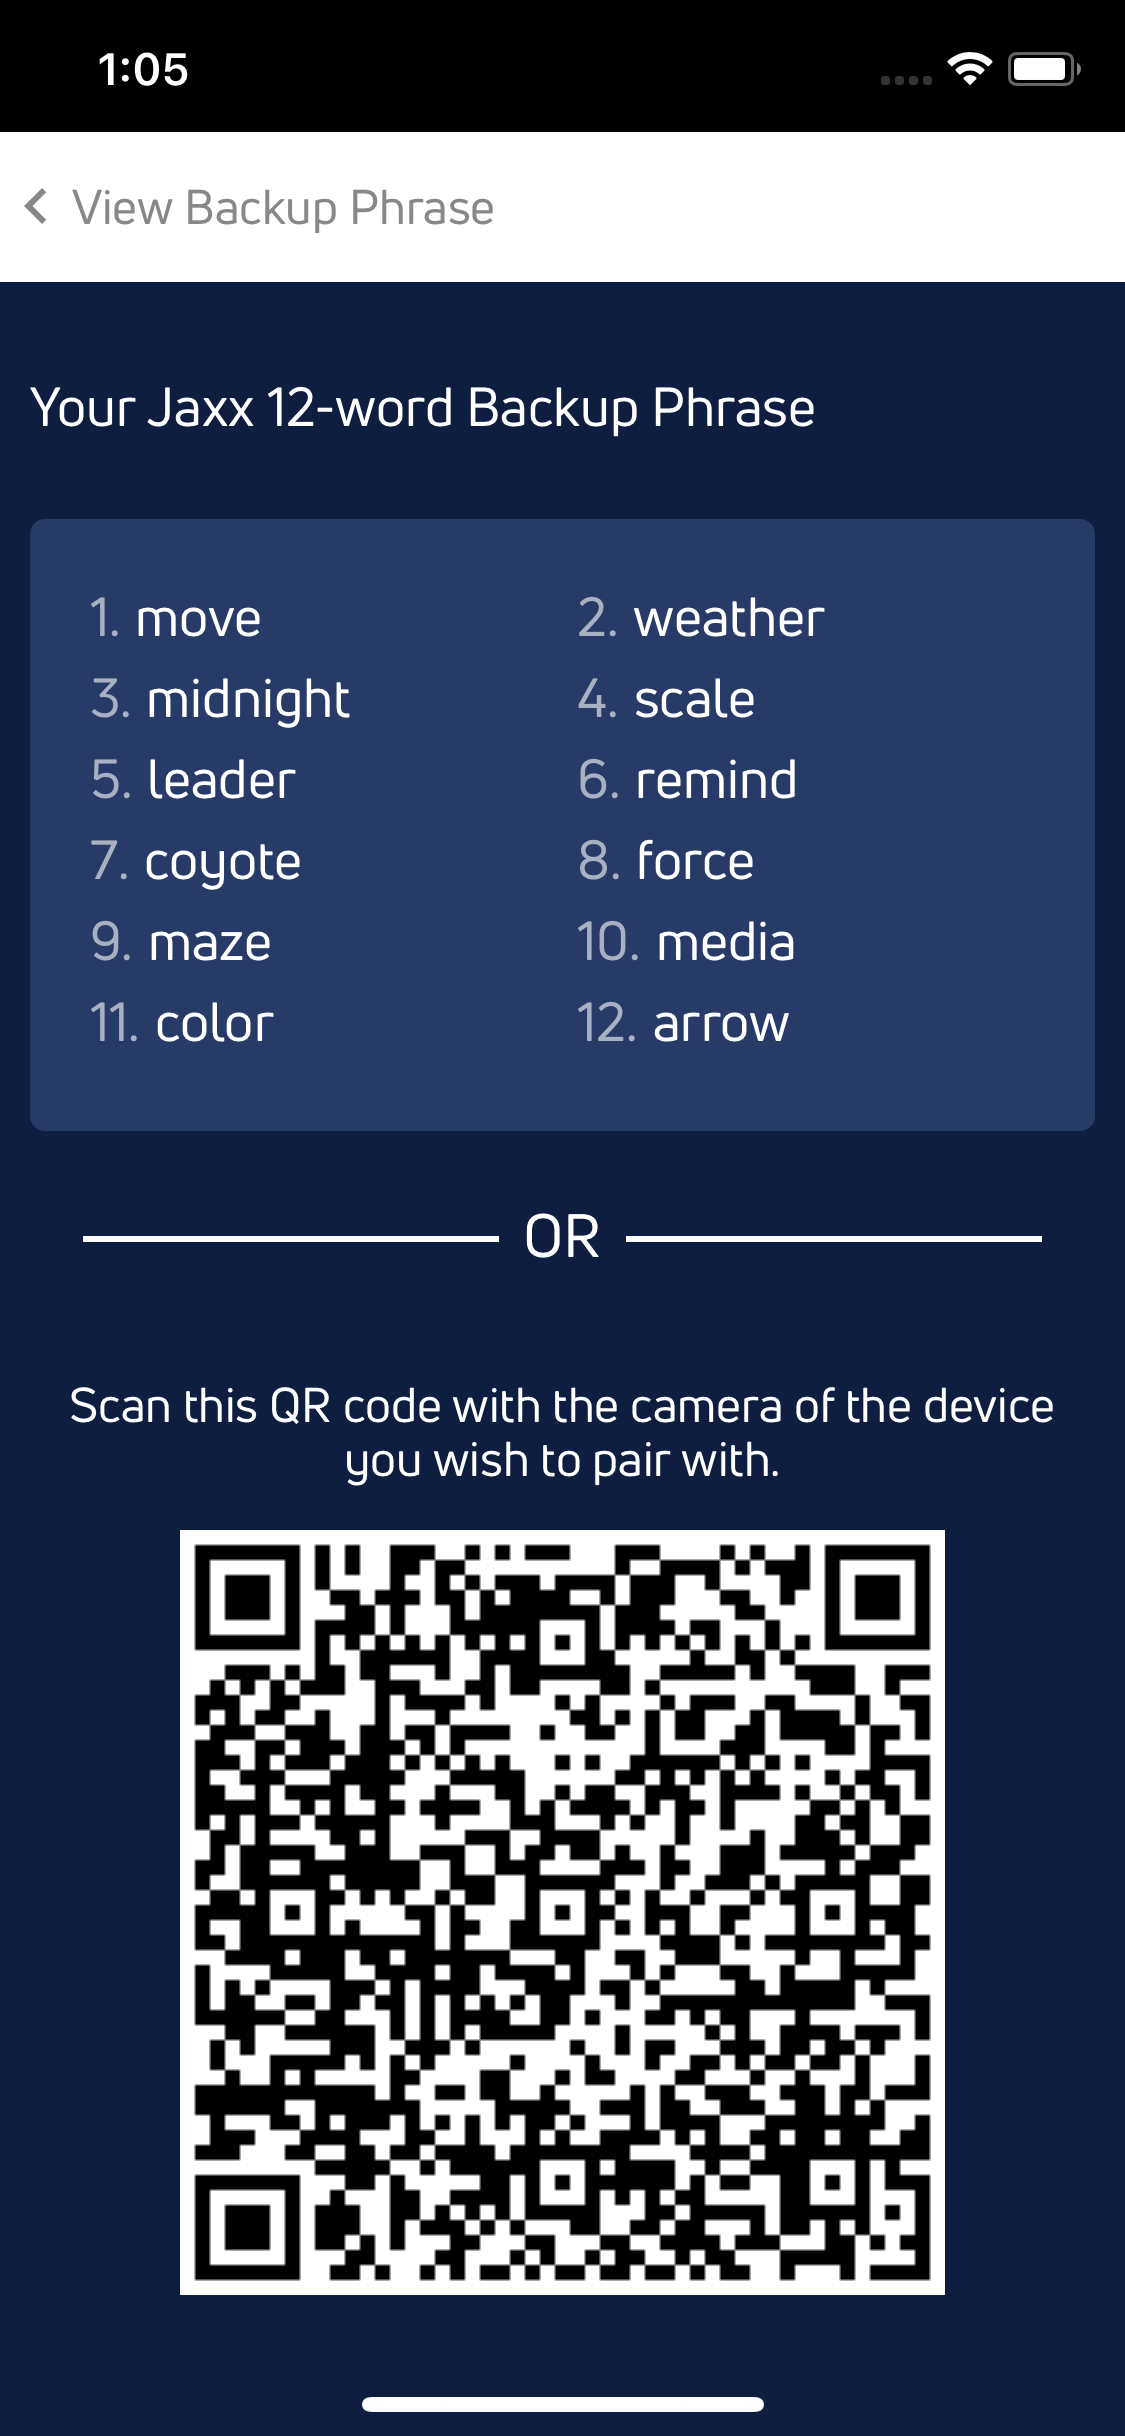 1:05
View Backup Phrase
Your Jaxx 12-word Backup Phrase
1. move 2. weather
3. midnight 4. scale
5. leader 6. remind
7. coyote 8. force
9. maze 10. media
11. color 12. arrow
OR
Scan this QR code with the camera of the device
you wish to pair with.